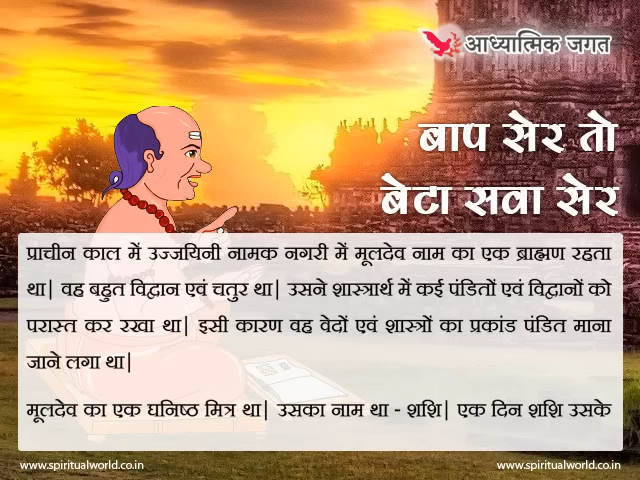 आध्यात्मिक जगत
बाप सेर तो
बेटा सवा सेर
प्राचीन काल में उज्जयिनी नामक नगरी में मूलदेव नाम का एक ब्राह्मण रहता
था| वह बहुत विद्वान एवं चतुर था| उसने शास्त्रार्थ में कई पंडितों एवं विद्वानों को
परास्त कर रखा था| इसी कारण वह वेदों एवं शास्त्रों का प्रकांड पंडित माना
जाने लगा था|
मूलदेव का एक घनिष्ठ मित्र था| उसका नाम था - शशि| एक दिन शशि उसके
www.spiritualworld.co.in
www.spiritualworld.co.in